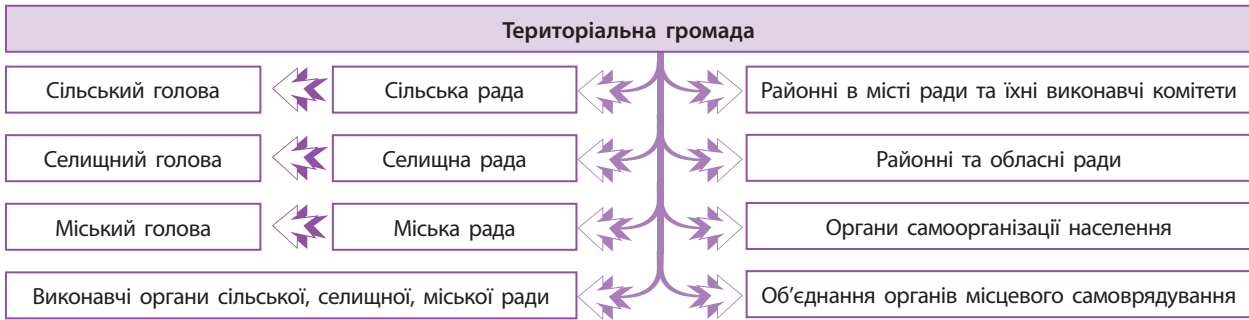 Територіальна громада
Сільський голова
Сільська рада
Районні в місті ради та їхні виконавчі комітети
Селищний голова
Селищна рада
Районні та обласні ради
Міський голова
Міська рада
Органи самоорганізації населення
Виконавчі органи сільської, селищної, міської ради
Об’єднання органів місцевого самоврядування